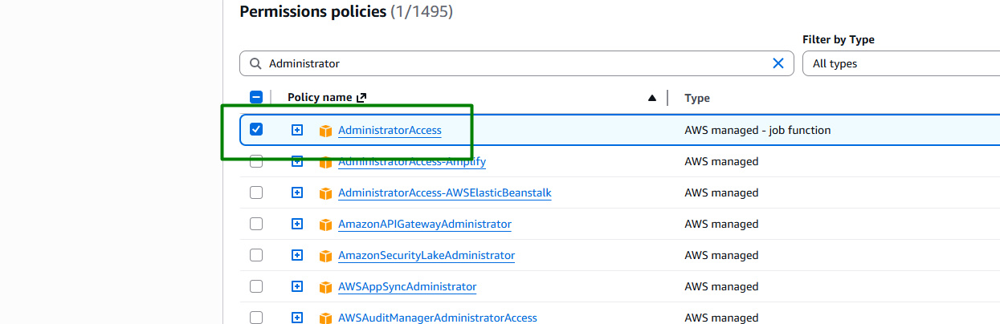 Permissions policies (1/1495)
Filter by Type
Administrator
All types
Policy name
Type
AdministratorAccess
AWS managed - job function
AdministratorAccess-Amplify
AWS managed
AdministratorAccess-AWSElasticBeanstalk
AWS managed
AmazonAPIGatewayAdministrator
AWS managed
AmazonSecurityLakeAdministrator
AWS managed
AWSAppSyncAdministrator
AWS managed
AWSAuditManagerAdministratorAccess
AWS managed